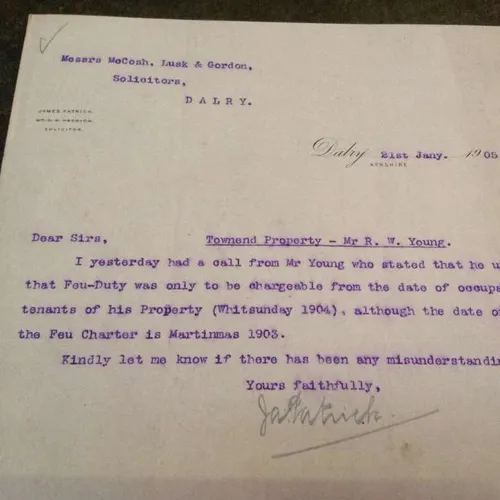 Messrs McCosh, Lusk & Gordon,
Solicitors,
DALRY.
JAMES PATRICK,
SOLICITOR.
Dalry 21st Jany. 1905
AYRSHIRE
Dear Sirs,
Townend Property - Mr R. W. Young.
I yesterday had a call from Mr Young who stated that he u
that Feu-Duty was only to be chargeable from the date of occupa
tenants of his Property (Whitsunday 1904), although the date of
the Feu Charter is Martinmas 1903.
Kindly let me know if there has been any misunderstandin
Yours faithfully,
JaPatrick.